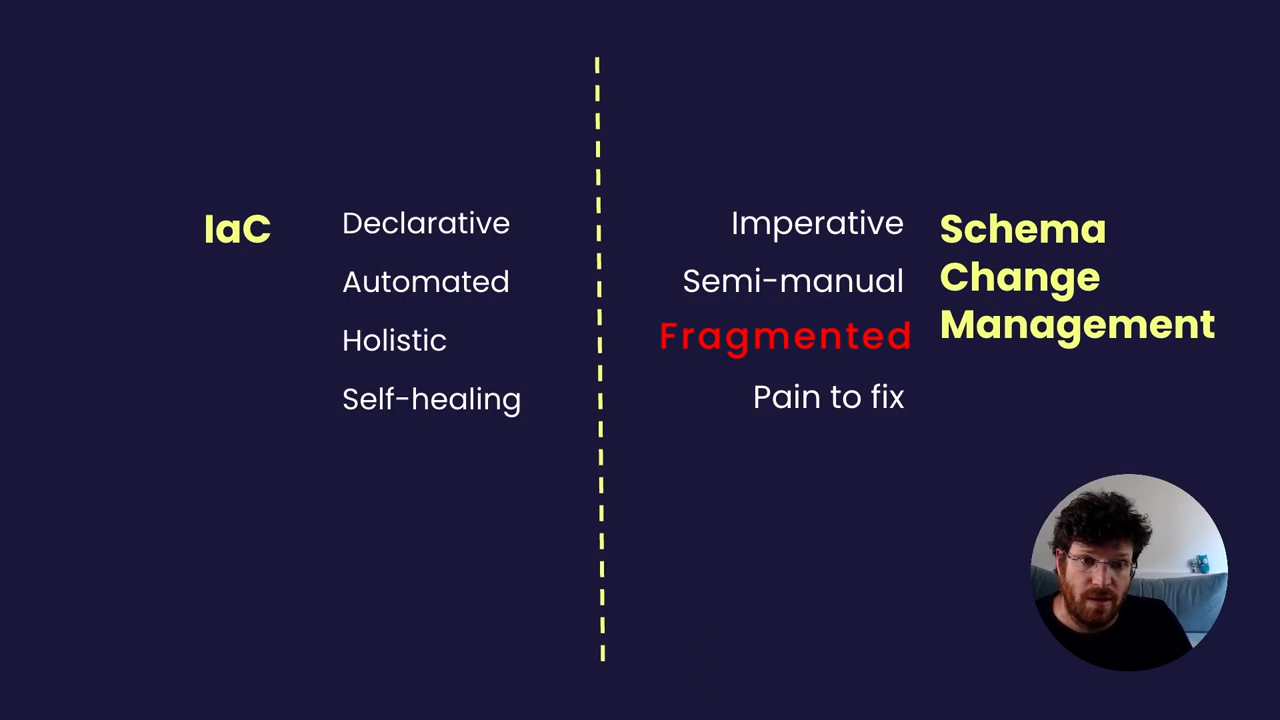 IaC
Declarative
Automated
Holistic
Self-healing
Imperative
Semi-manual
Fragmented
Pain to fix
Schema
Change
Management